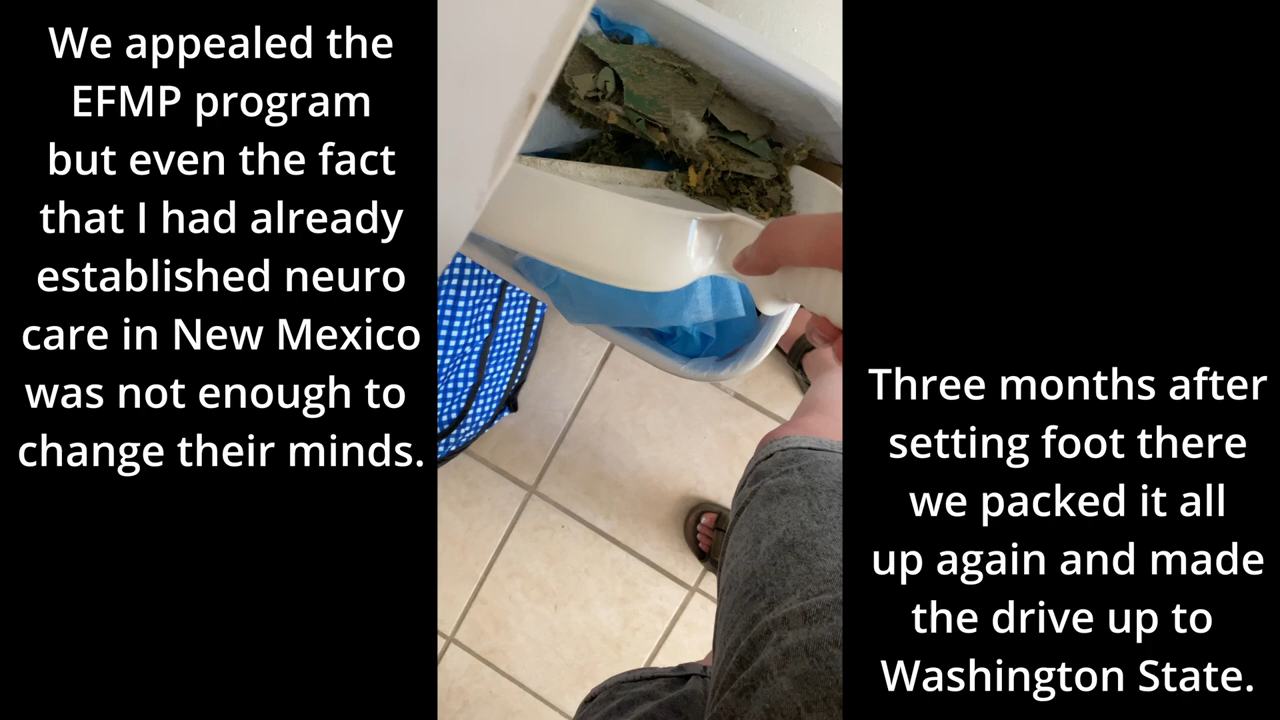 We appealed the
EFMP program
but even the fact
that I had already
established neuro
care in New Mexico
was not enough to
change their minds.
Three months after
setting foot there
we packed it all
up again and made
the drive up to
Washington State.